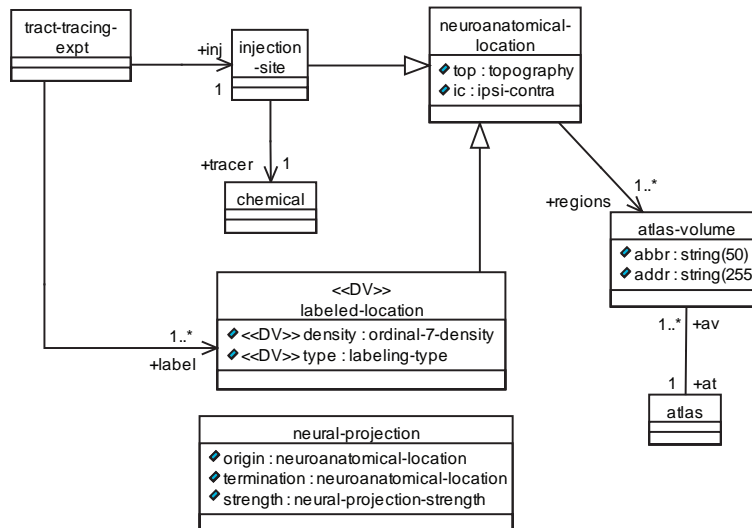 tract-tracing-
expt
+inj
1
injection
-site
neuroanatomical-
location
top : topography
ic : ipsi-contra
+tracer
1
chemical
1..*
+regions
atlas-volume
abbr : string(50)
addr : string(255
<<DV>>
labeled-location
<<DV>> density : ordinal-7-density
<<DV>> type : labeling-type
1..*
+label
1..*
+av
1
+at
atlas
neural-projection
origin : neuroanatomical-location
termination : neuroanatomical-location
strength : neural-projection-strength